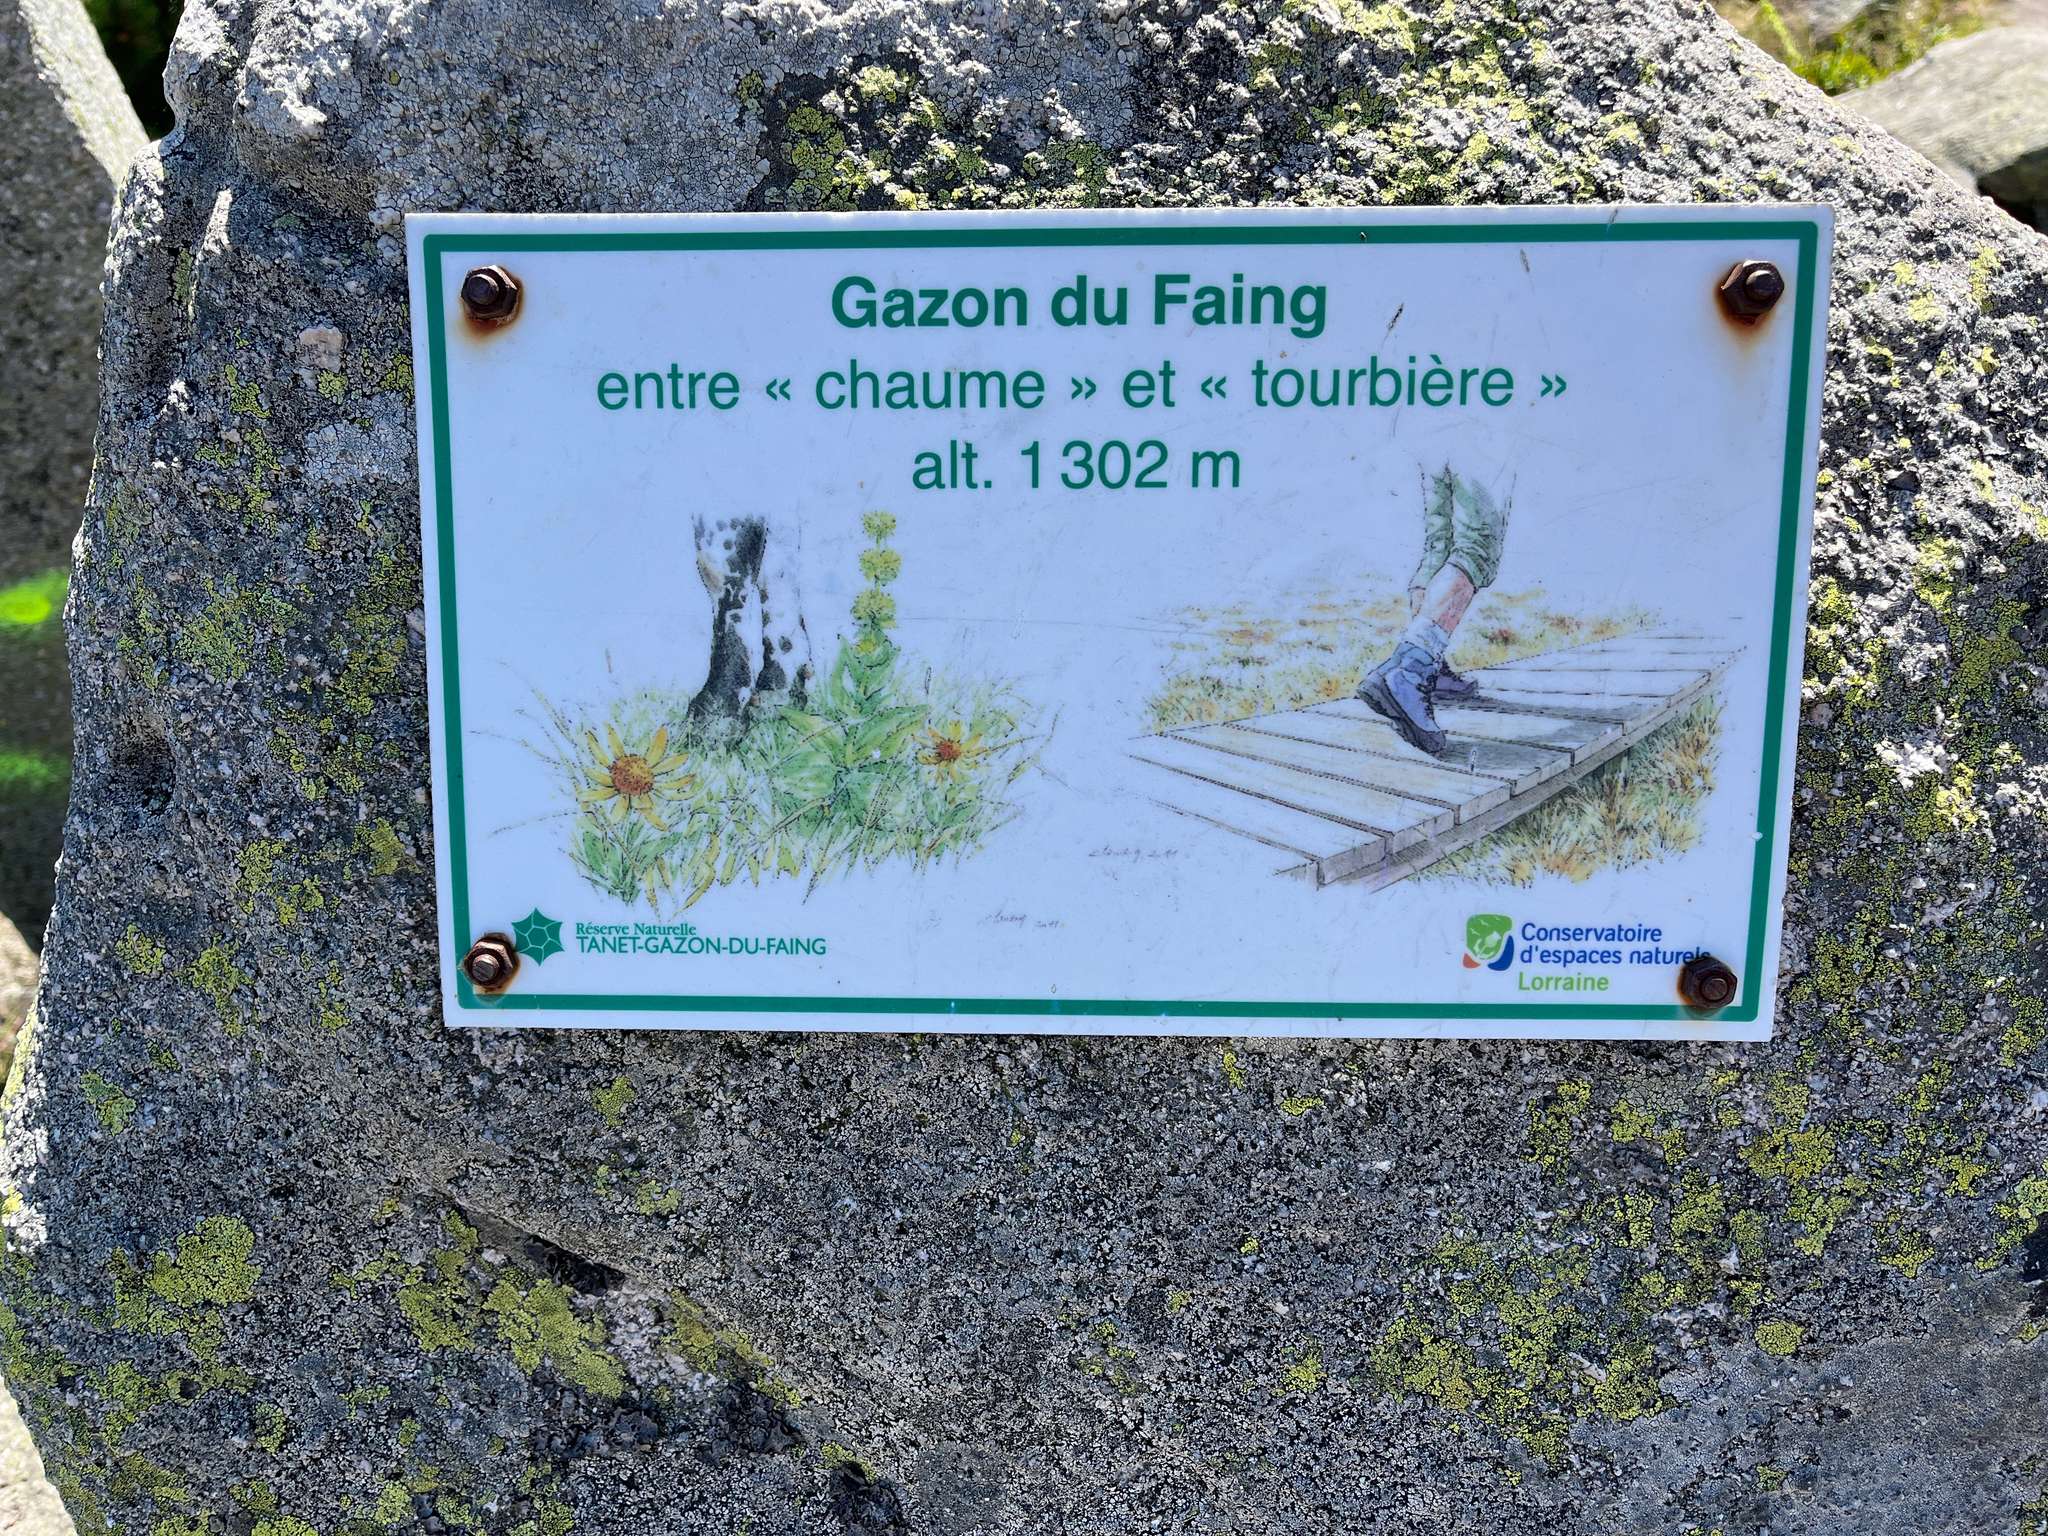 Gazon du Faing
entre « chaume » et « tourbière »
alt. 1 302 m
Réserve Naturelle
TANET-GAZON-DU-FAING
Conservatoire
d'espaces naturels
Lorraine